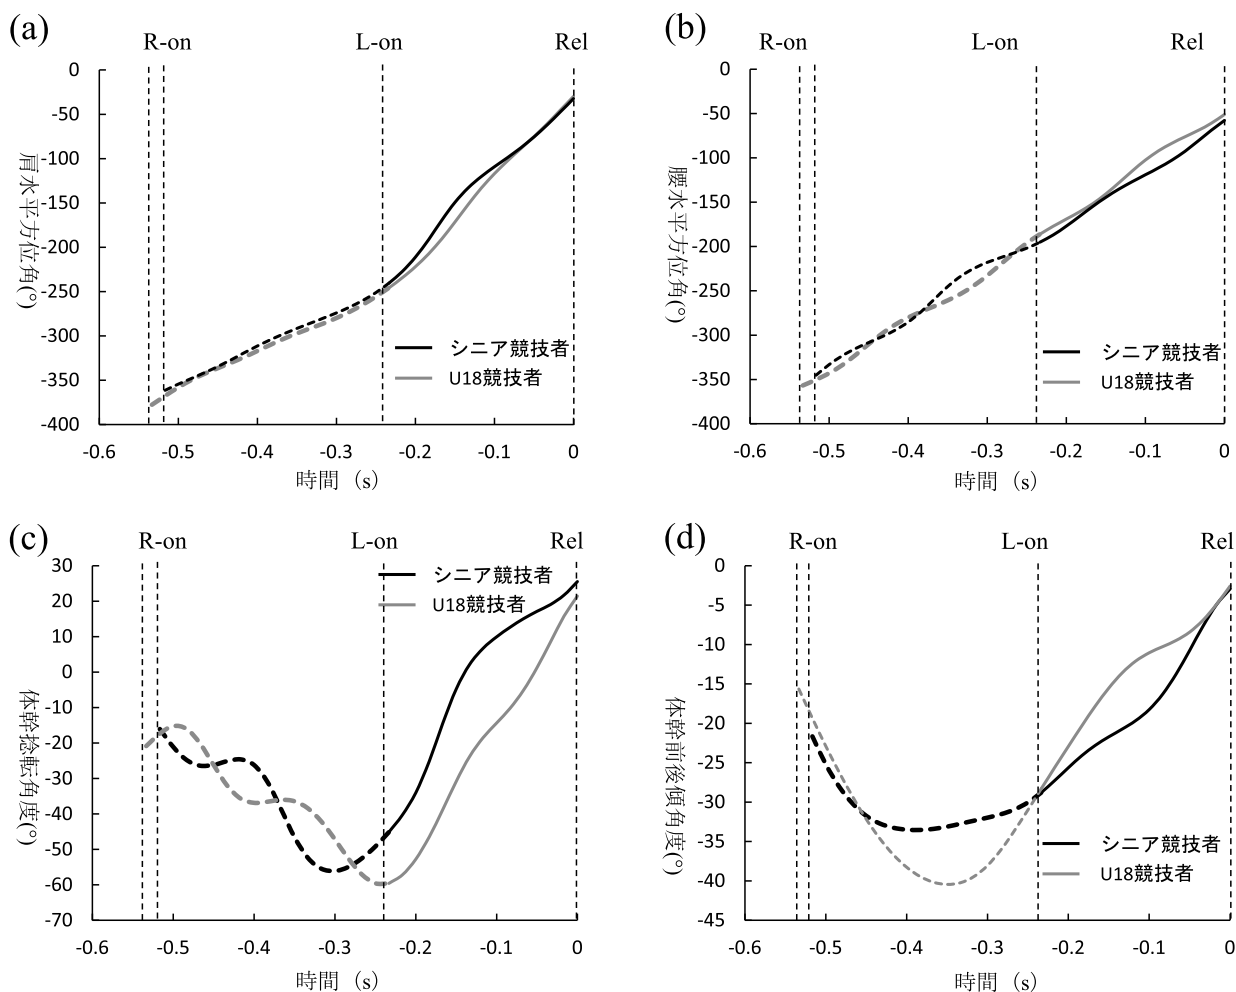 (a)
R-on L-on Rel
0
-50
-100
-150
-200
-250
-300
-350
-400
肩水平方位角(°)
シニア競技者
U18競技者
-0.6 -0.5 -0.4 -0.3 -0.2 -0.1 0
時間（s）
(b)
R-on L-on Rel
0
-50
-100
-150
-200
-250
-300
-350
-400
腰水平方位角(°)
シニア競技者
U18競技者
-0.6 -0.5 -0.4 -0.3 -0.2 -0.1 0
時間（s）
(c)
R-on L-on Rel
30
20
10
0
-10
-20
-30
-40
-50
-60
-70
体幹捻転角度(°)
シニア競技者
U18競技者
-0.6 -0.5 -0.4 -0.3 -0.2 -0.1 0
時間（s）
(d)
R-on L-on Rel
0
-5
-10
-15
-20
-25
-30
-35
-40
-45
体幹前後傾角度(°)
シニア競技者
U18競技者
-0.6 -0.5 -0.4 -0.3 -0.2 -0.1 0
時間（s）